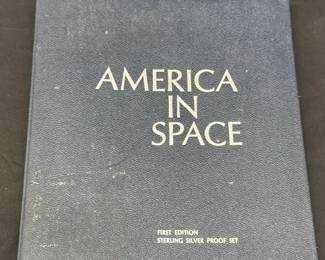 AMERICA
IN
SPACE
FIRST EDITION
STERLING SILVER PROOF SET